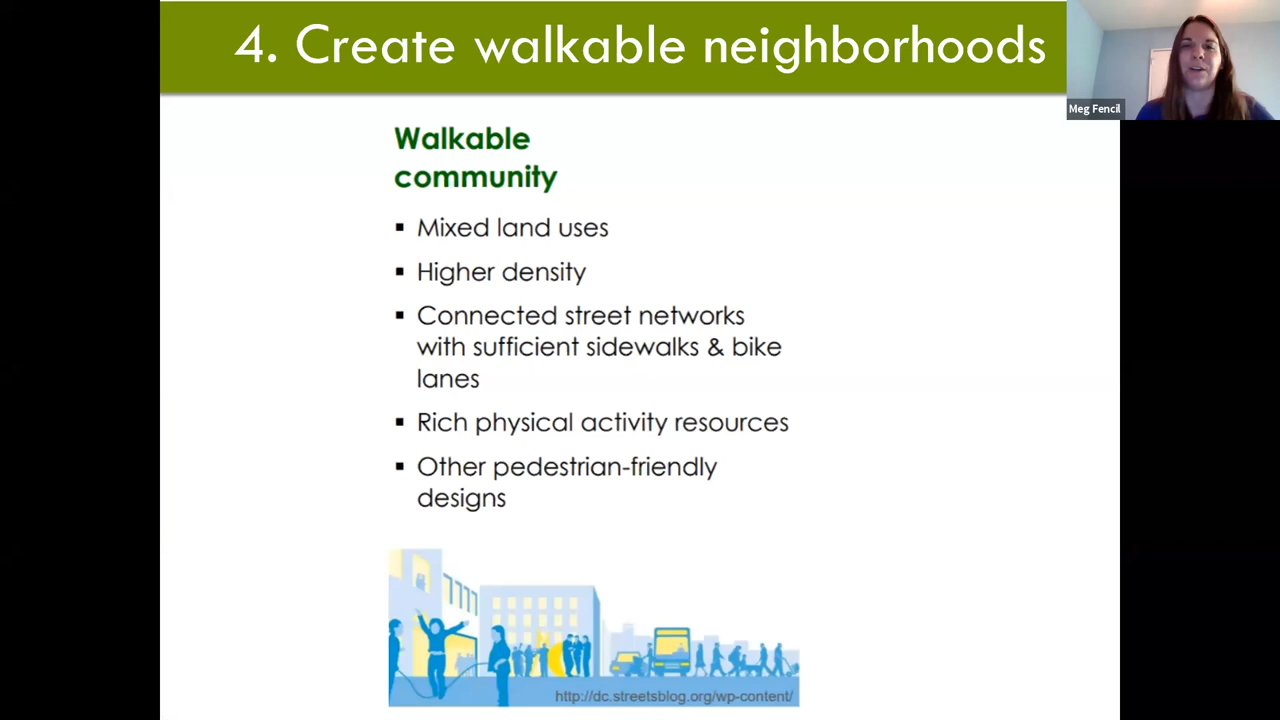 4. Create walkable neighborhoods
Meg Fencil
Walkable
community
▪ Mixed land uses
▪ Higher density
▪ Connected street networks
with sufficient sidewalks & bike
lanes
▪ Rich physical activity resources
▪ Other pedestrian-friendly
designs
http://dc.streetsblog.org/wp-content/